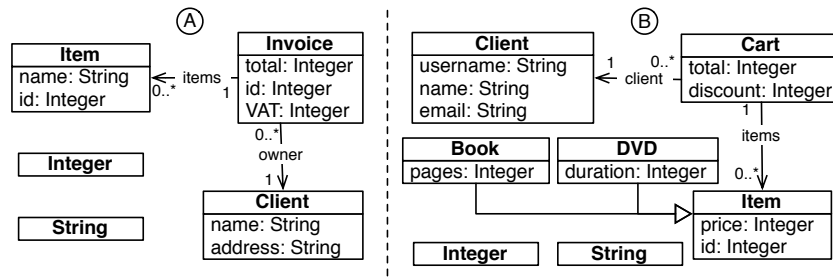 A
Item
name: String
id: Integer
items
0..*
1
Invoice
total: Integer
id: Integer
VAT: Integer
0..*
owner
1
Client
name: String
address: String
Integer
String
B
Client
username: String
name: String
email: String
1
client
0..*
Cart
total: Integer
discount: Integer
1
items
0..*
Book
pages: Integer
DVD
duration: Integer
Item
price: Integer
id: Integer
Integer
String